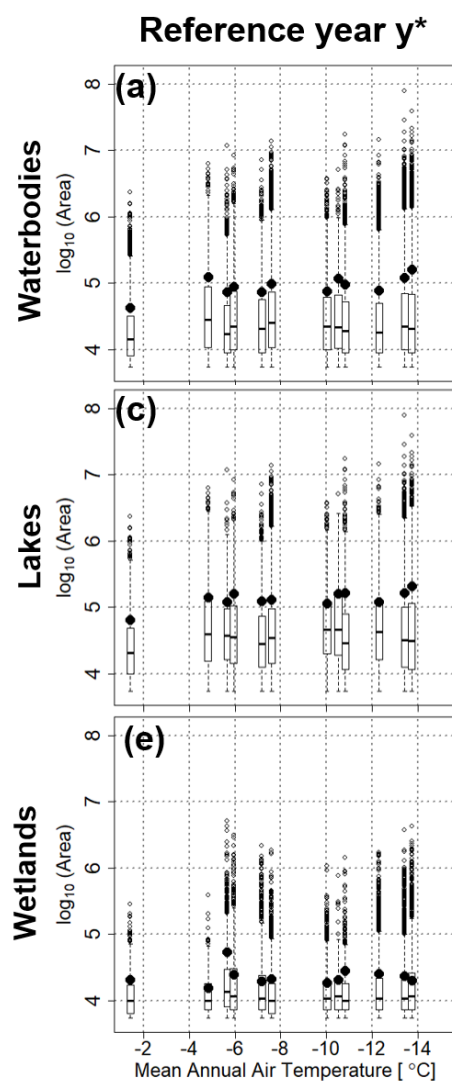 Reference year y*
(a)
Waterbodies
log10 (Area)
8
7
6
5
4
(c)
Lakes
log10 (Area)
8
7
6
5
4
(e)
Wetlands
log10 (Area)
8
7
6
5
4
-2 -4 -6 -8 -10 -12 -14
Mean Annual Air Temperature [ °C]